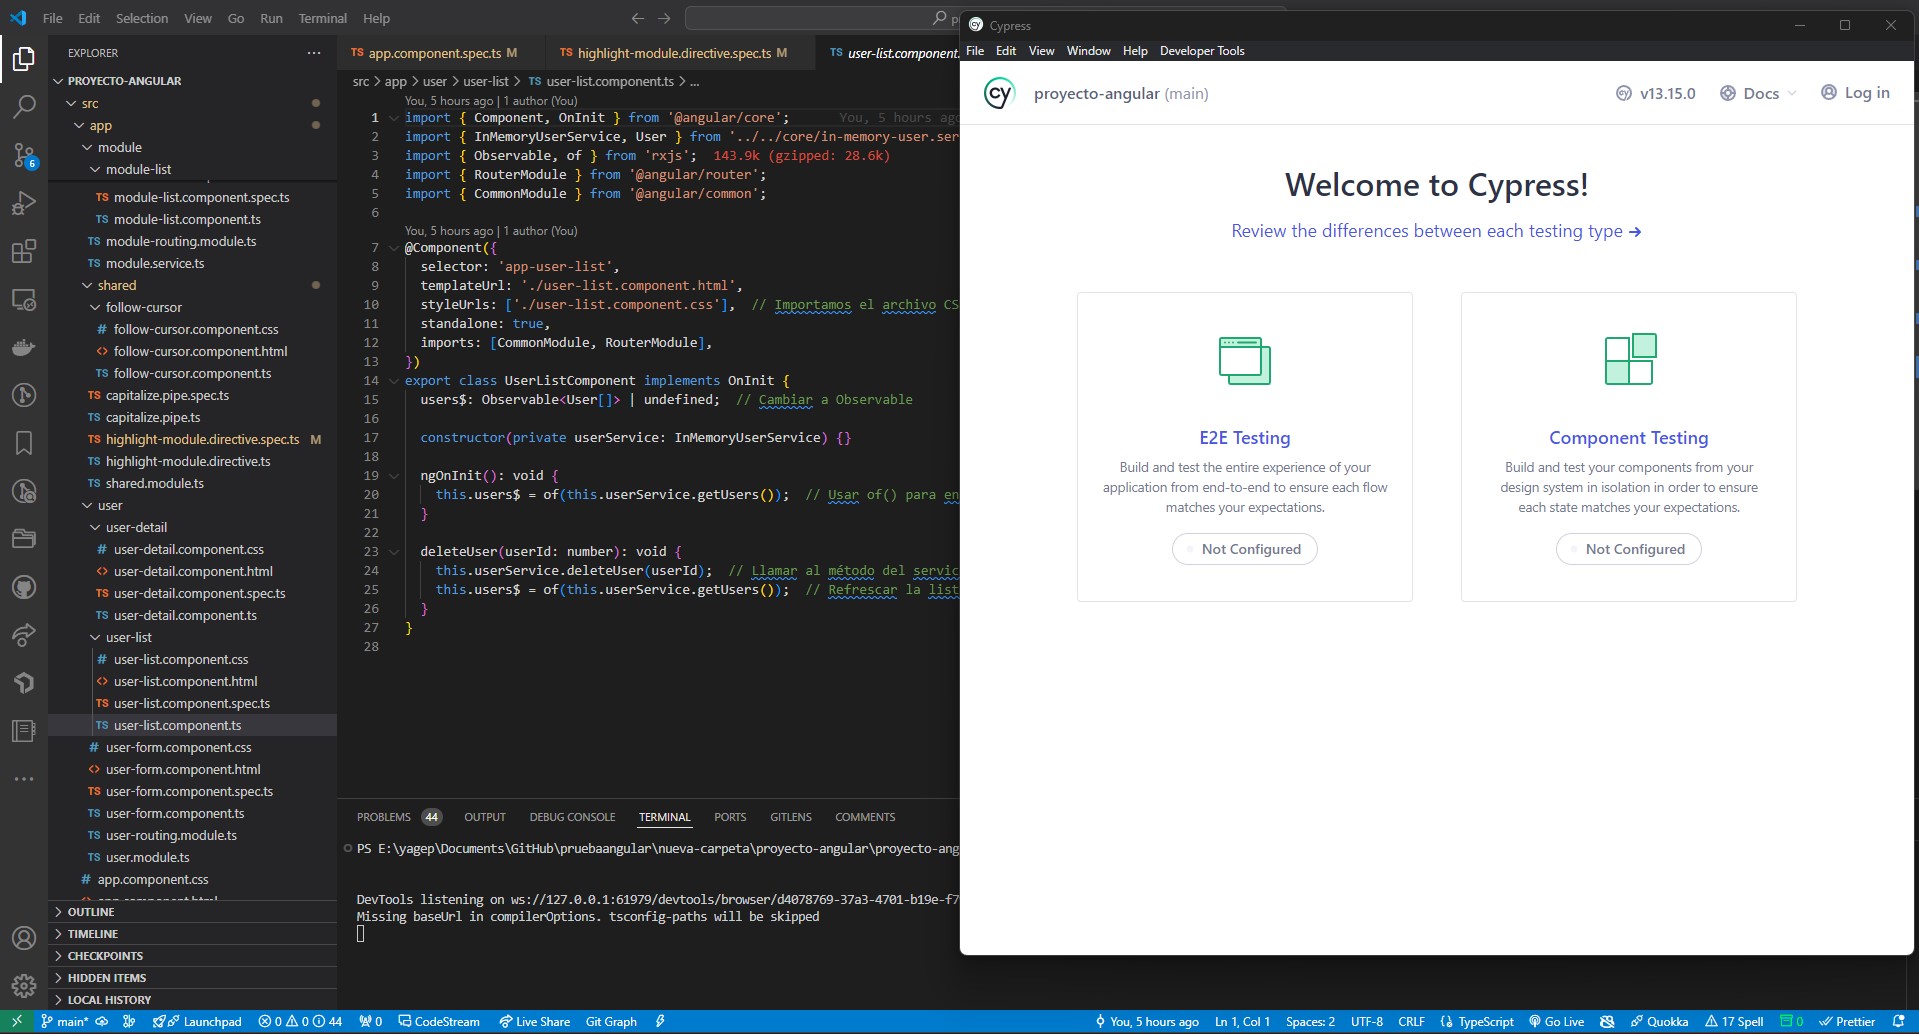 File Edit Selection View Go Run Terminal Help
EXPLORER
PROYECTO-ANGULAR
src
app
module
module-list
TS module-list.component.spec.ts
TS module-list.component.ts
TS module-routing.module.ts
TS module.service.ts
shared
follow-cursor
# follow-cursor.component.css
<> follow-cursor.component.html
TS follow-cursor.component.ts
TS capitalize.pipe.spec.ts
TS capitalize.pipe.ts
TS highlight-module.directive.spec.ts M
TS highlight-module.directive.ts
TS shared.module.ts
user
user-detail
# user-detail.component.css
<> user-detail.component.html
TS user-detail.component.spec.ts
TS user-detail.component.ts
user-list
# user-list.component.css
<> user-list.component.html
TS user-list.component.spec.ts
TS user-list.component.ts
# user-form.component.css
<> user-form.component.html
TS user-form.component.spec.ts
TS user-form.component.ts
TS user-routing.module.ts
TS user.module.ts
# app.component.css
OUTLINE
TIMELINE
CHECKPOINTS
HIDDEN ITEMS
LOCAL HISTORY
6
TS app.component.spec.ts M
TS highlight-module.directive.spec.ts M
TS user-list.component.
src > app > user > user-list > TS user-list.component.ts > ...
You, 5 hours ago | 1 author (You)
1 import { Component, OnInit } from '@angular/core'; You, 5 hours ago
2 import { InMemoryUserService, User } from '../../core/in-memory-user.ser
3 import { Observable, of } from 'rxjs'; 143.9k (gzipped: 28.6k)
4 import { RouterModule } from '@angular/router';
5 import { CommonModule } from '@angular/common';
6
You, 5 hours ago | 1 author (You)
7 @Component({
8 selector: 'app-user-list',
9 templateUrl: './user-list.component.html',
10 styleUrls: ['./user-list.component.css'], // Importamos el archivo CS
11 standalone: true,
12 imports: [CommonModule, RouterModule],
13 })
14 export class UserListComponent implements OnInit {
15 users$: Observable<User[]> | undefined; // Cambiar a Observable
16
17 constructor(private userService: InMemoryUserService) {}
18
19 ngOnInit(): void {
20 this.users$ = of(this.userService.getUsers()); // Usar of() para en
21 }
22
23 deleteUser(userId: number): void {
24 this.userService.deleteUser(userId); // Llamar al método del servic
25 this.users$ = of(this.userService.getUsers()); // Refrescar la list
26 }
27 }
28
PROBLEMS 44 OUTPUT DEBUG CONSOLE TERMINAL PORTS GITLENS COMMENTS
PS E:\yagep\Documents\GitHub\pruebaangular\nueva-carpeta\proyecto-angular\proyecto-ang
DevTools listening on ws://127.0.0.1:61979/devtools/browser/d4078769-37a3-4701-b19e-f7
Missing baseUrl in compilerOptions. tsconfig-paths will be skipped
cy Cypress
File Edit View Window Help Developer Tools
cy proyecto-angular (main)
v13.15.0 Docs Log in
Welcome to Cypress!
Review the differences between each testing type →
E2E Testing
Build and test the entire experience of your
application from end-to-end to ensure each flow
matches your expectations.
Not Configured
Component Testing
Build and test your components from your
design system in isolation in order to ensure
each state matches your expectations.
Not Configured
main* Launchpad 0 0 44 0 CodeStream Live Share Git Graph
You, 5 hours ago Ln 1, Col 1 Spaces: 2 UTF-8 CRLF {} TypeScript Go Live Quokka 17 Spell 0 Prettier